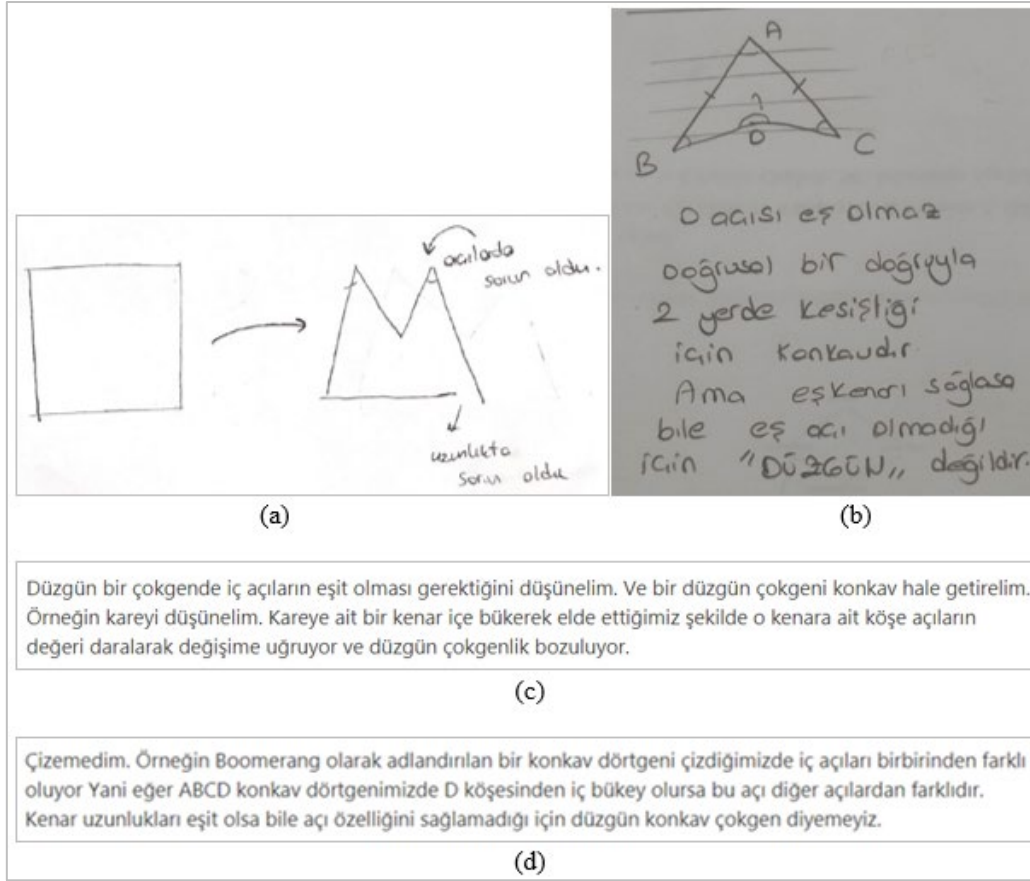 açılada
sorun oldu.
uzunlukta
sorun oldu
(a)
A
1
D
B
C
D açısı eş olmaz
Doğrusal bir doğruyla
2 yerde kesiştiği
için konkavdır
Ama eşkenarı sağlasa
bile eş açı olmadığı
için "DÜZGÜN" değildir.
(b)
Düzgün bir çokgende iç açıların eşit olması gerektiğini düşünelim. Ve bir düzgün çokgeni konkav hale getirelim.
Örneğin kareyi düşünelim. Kareye ait bir kenar içe bükerek elde ettiğimiz şekilde o kenara ait köşe açıların
değeri daralarak değişime uğruyor ve düzgün çokgenlik bozuluyor.
(c)
Çizemedim. Örneğin Boomerang olarak adlandırılan bir konkav dörtgeni çizdiğimizde iç açıları birbirinden farklı
oluyor Yani eğer ABCD konkav dörtgenimizde D köşesinden iç bükey olursa bu açı diğer açılardan farklıdır.
Kenar uzunlukları eşit olsa bile açı özelliğini sağlamadığı için düzgün konkav çokgen diyemeyiz.
(d)